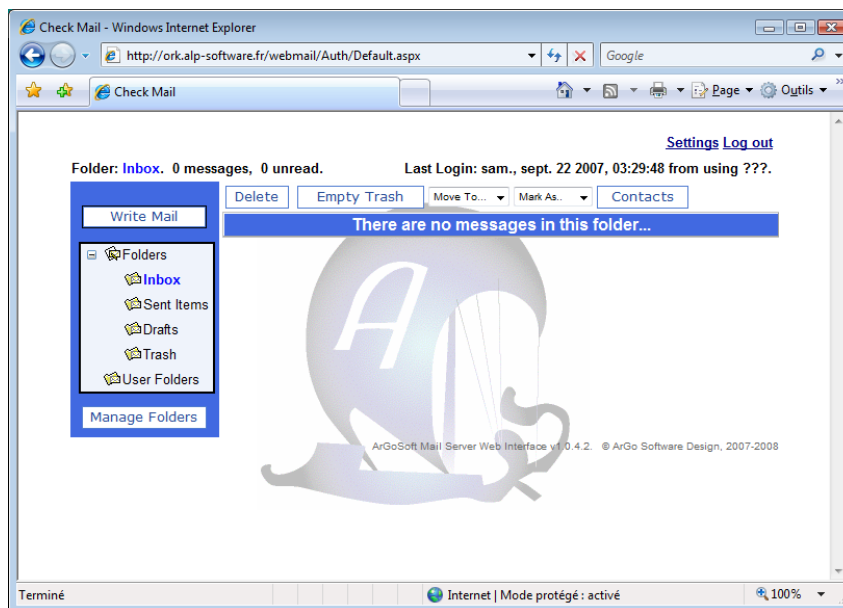 Check Mail - Windows Internet Explorer
http://ork.alp-software.fr/webmail/Auth/Default.aspx
Google
Check Mail
Page
Outils
Settings Log out
Folder: Inbox. 0 messages, 0 unread.
Last Login: sam., sept. 22 2007, 03:29:48 from using ???.
Delete
Empty Trash
Move To...
Mark As..
Contacts
Write Mail
There are no messages in this folder...
Folders
Inbox
Sent Items
Drafts
Trash
User Folders
Manage Folders
A
ArGoSoft Mail Server Web Interface v1.0.4.2. © ArGo Software Design, 2007-2008
Terminé
Internet | Mode protégé : activé
100%